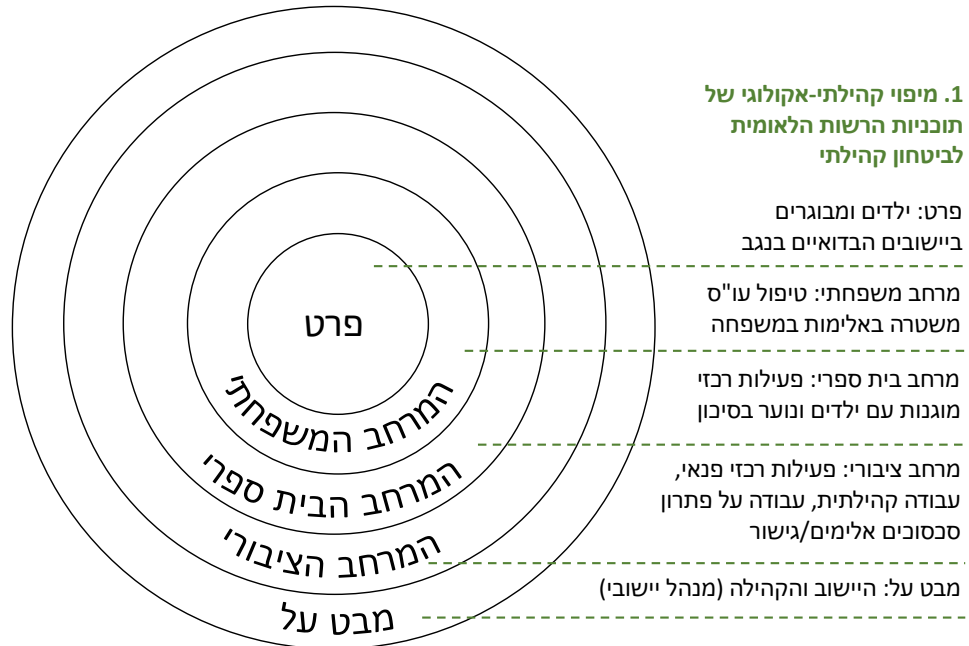 1. מיפוי קהילתי-אקולוגי של
תוכניות הרשות הלאומית
לביטחון קהילתי
פרט: ילדים ומבוגרים
ביישובים הבדואיים בנגב
מרחב משפחתי: טיפול עו"ס
משטרה באלימות במשפחה
מרחב בית ספרי: פעילות רכזי
מוגנות עם ילדים ונוער בסיכון
מרחב ציבורי: פעילות רכזי פנאי,
עבודה קהילתית, עבודה על פתרון
סכסוכים אלימים/גישור
מבט על: היישוב והקהילה (מנהל יישובי)
פרט
המרחב המשפחתי
המרחב הבית ספרי
המרחב הציבורי
מבט על